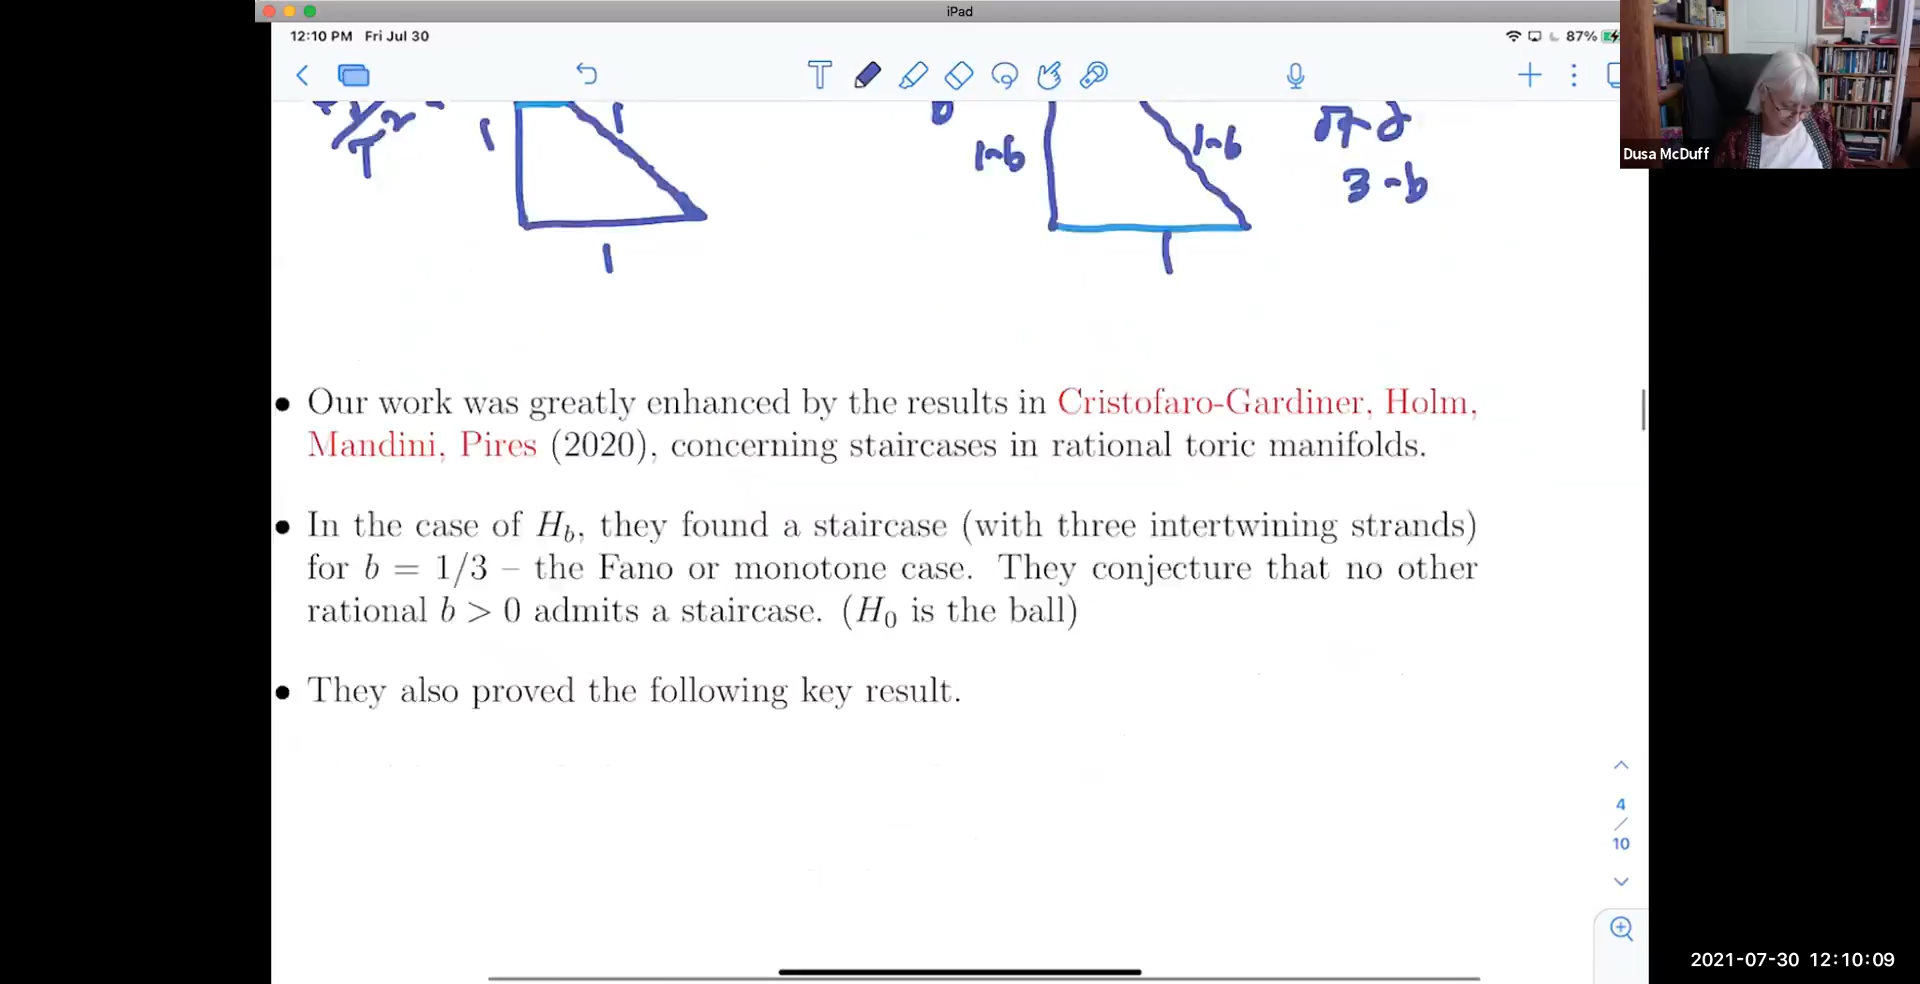 iPad
12:10 PM Fri Jul 30
87%
T
1
1
1
1-b
1-b
3-b
1
Dusa McDuff
• Our work was greatly enhanced by the results in Cristofaro-Gardiner, Holm,
Mandini, Pires (2020), concerning staircases in rational toric manifolds.
• In the case of H_b, they found a staircase (with three intertwining strands)
for b = 1/3 – the Fano or monotone case. They conjecture that no other
rational b > 0 admits a staircase. (H_0 is the ball)
• They also proved the following key result.
4
/
10
2021-07-30 12:10:09